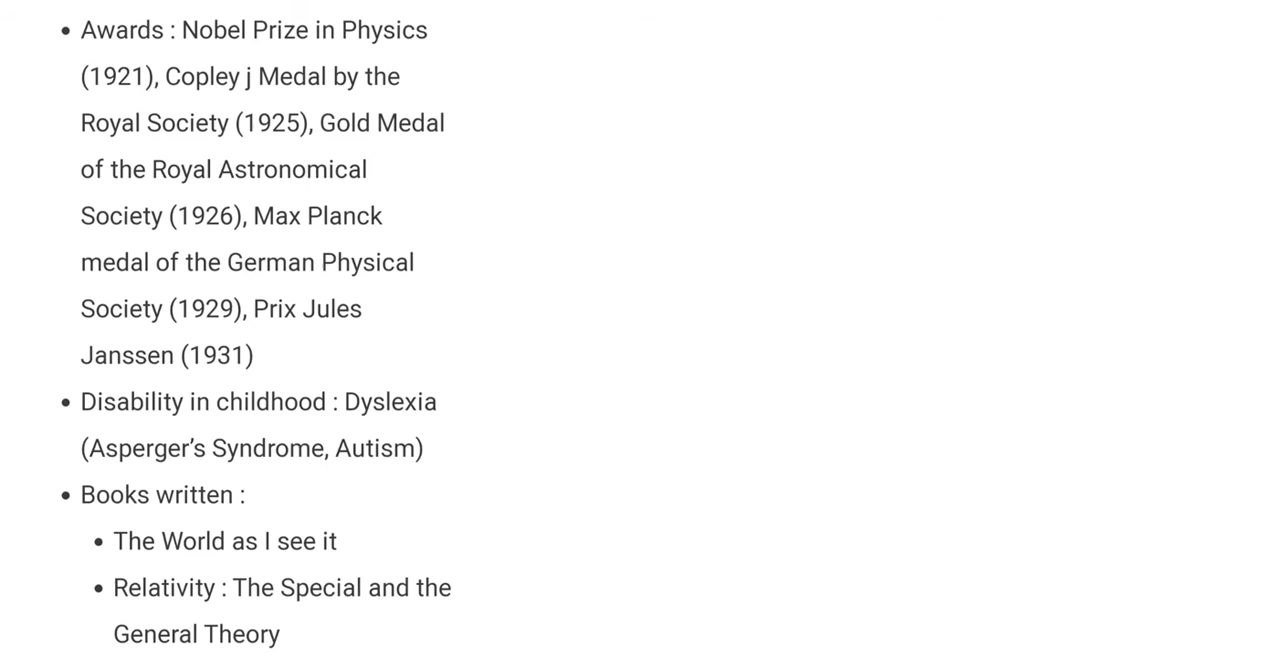 • Awards : Nobel Prize in Physics
(1921), Copley j Medal by the
Royal Society (1925), Gold Medal
of the Royal Astronomical
Society (1926), Max Planck
medal of the German Physical
Society (1929), Prix Jules
Janssen (1931)
• Disability in childhood : Dyslexia
(Asperger’s Syndrome, Autism)
• Books written :
• The World as I see it
• Relativity : The Special and the
General Theory